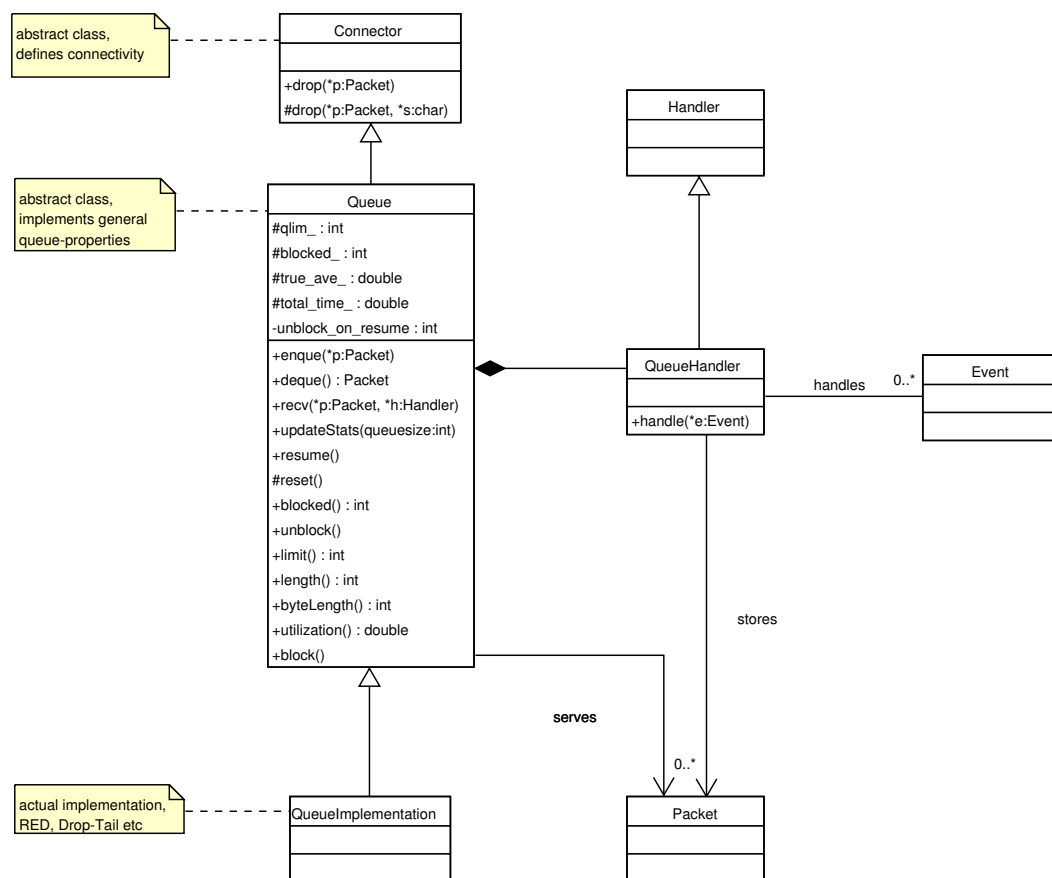 abstract class,
defines connectivity
Connector
+drop(*p:Packet)
#drop(*p:Packet, *s:char)
Handler
abstract class,
implements general
queue-properties
Queue
#qlim_ : int
#blocked_ : int
#true_ave_ : double
#total_time_ : double
-unblock_on_resume : int
+enque(*p:Packet)
+deque() : Packet
+recv(*p:Packet, *h:Handler)
+updateStats(queuesize:int)
+resume()
#reset()
+blocked() : int
+unblock()
+limit() : int
+length() : int
+byteLength() : int
+utilization() : double
+block()
QueueHandler
+handle(*e:Event)
handles
0..*
Event
stores
serves
0..*
actual implementation,
RED, Drop-Tail etc
QueueImplementation
Packet